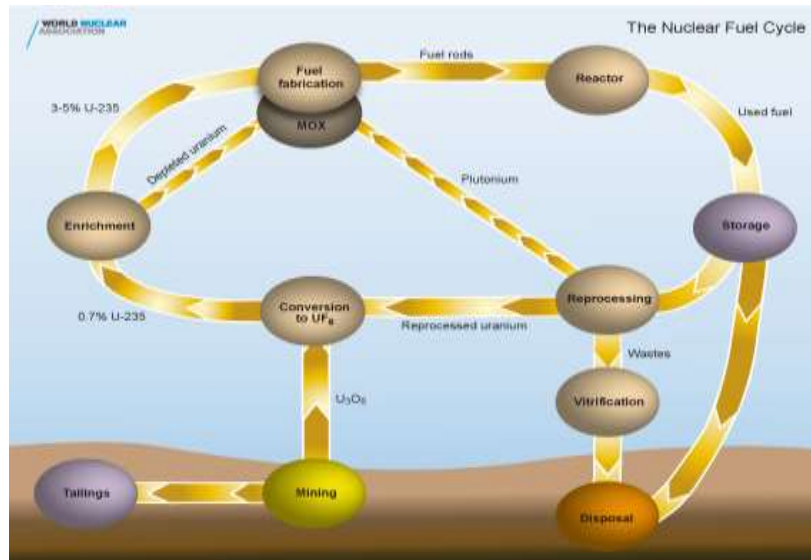 WORLD NUCLEAR
ASSOCIATION
The Nuclear Fuel Cycle
Fuel
fabrication
MOX
Fuel rods
Reactor
3-5% U-235
Used fuel
Depleted uranium
Plutonium
Enrichment
Storage
0.7% U-235
Conversion
to UF₆
Reprocessed uranium
Reprocessing
Wastes
U₃O₈
Vitrification
Tailings
Mining
Disposal